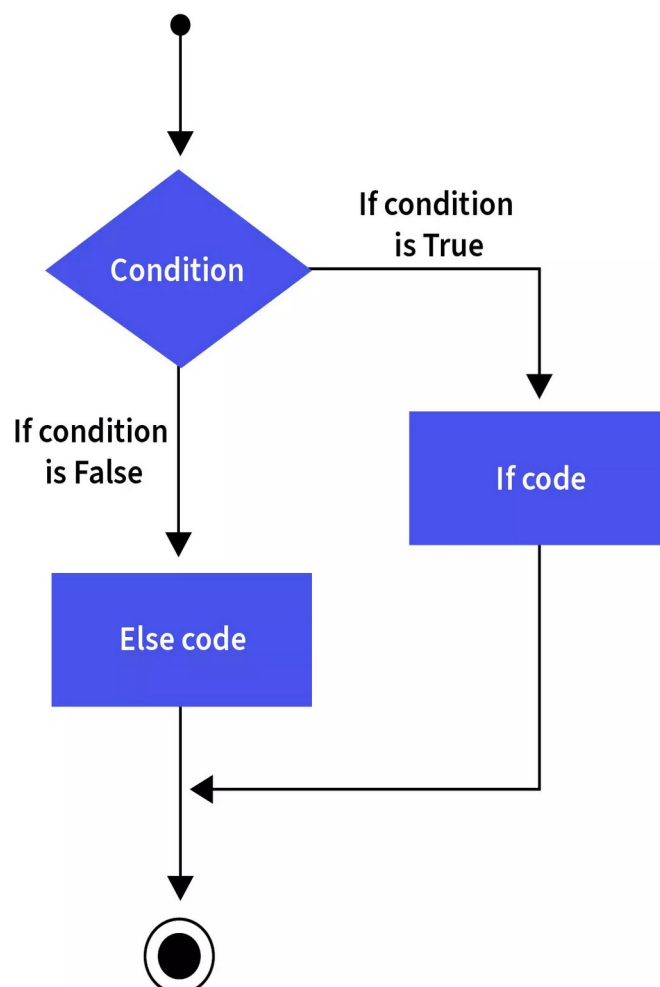 Condition
If condition
is True
If condition
is False
If code
Else code